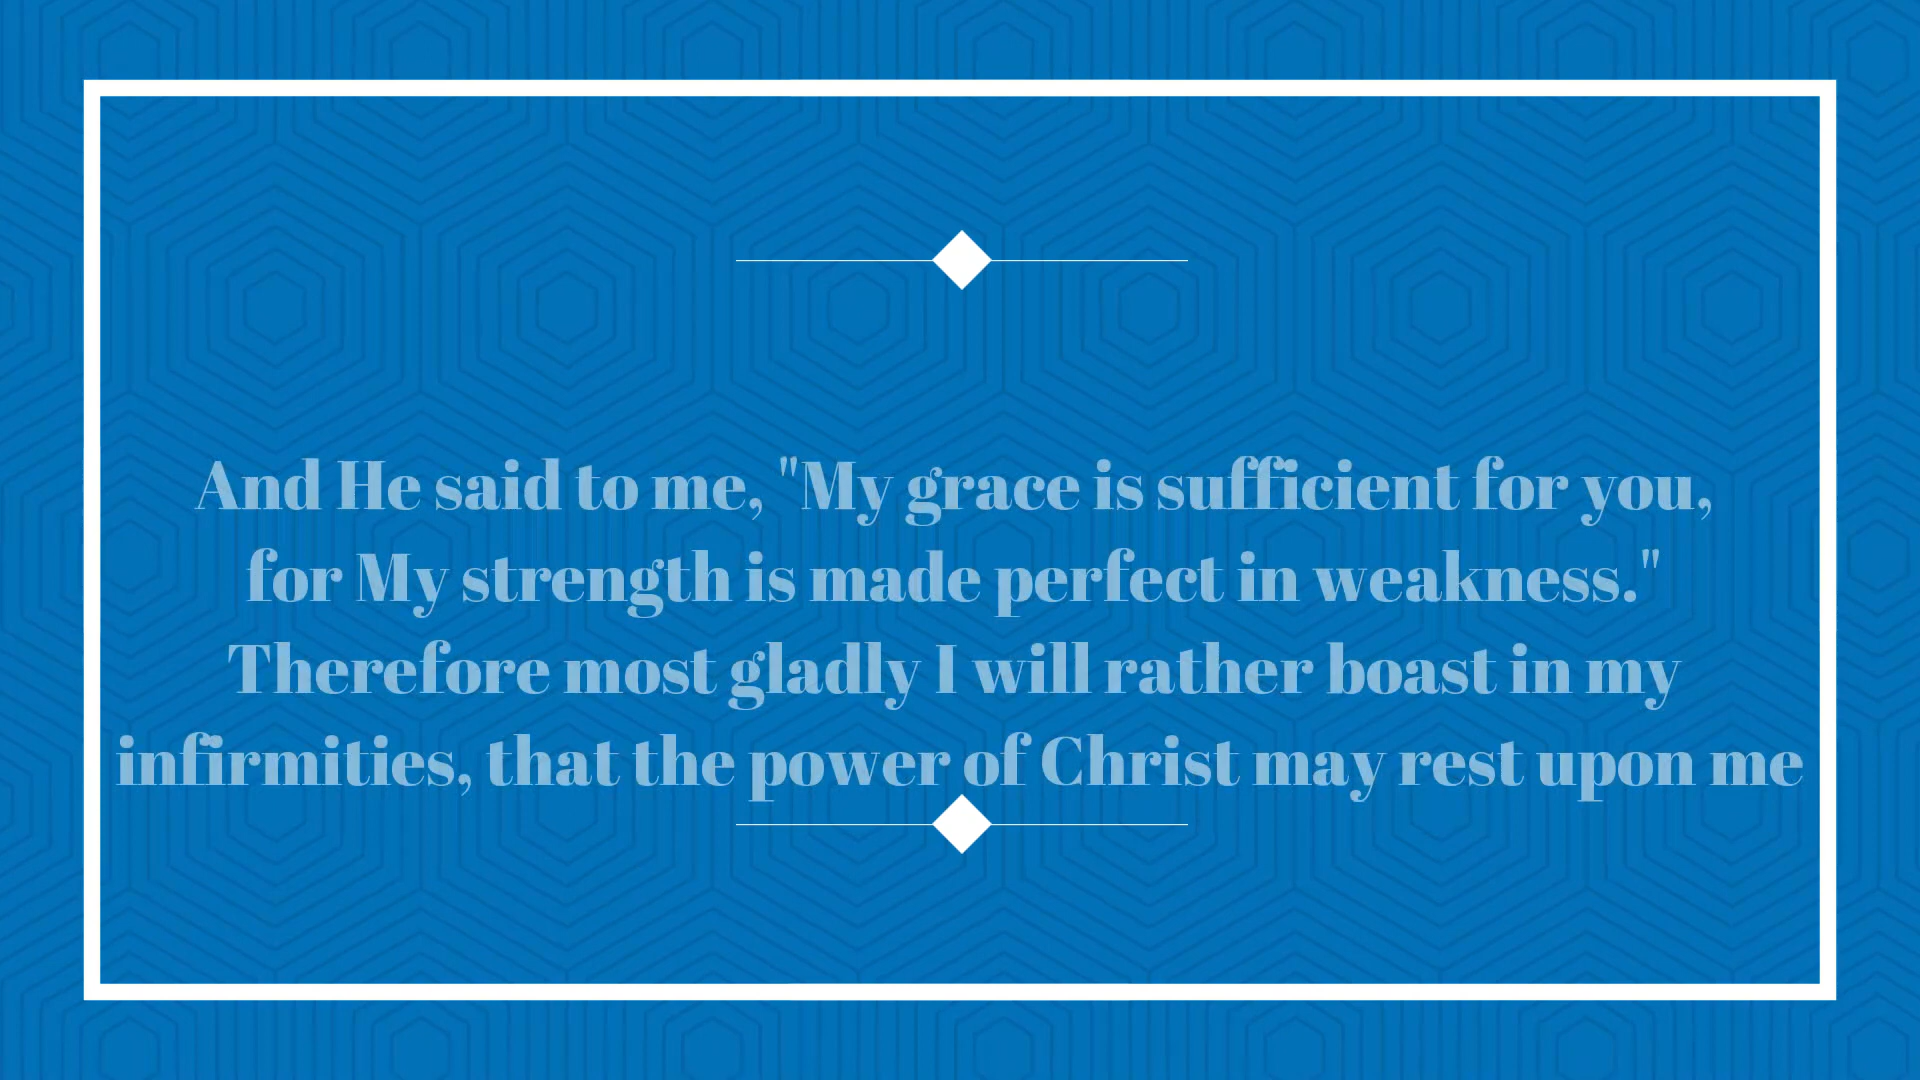 And He said to me, "My grace is sufficient for you,
for My strength is made perfect in weakness."
Therefore most gladly I will rather boast in my
infirmities, that the power of Christ may rest upon me